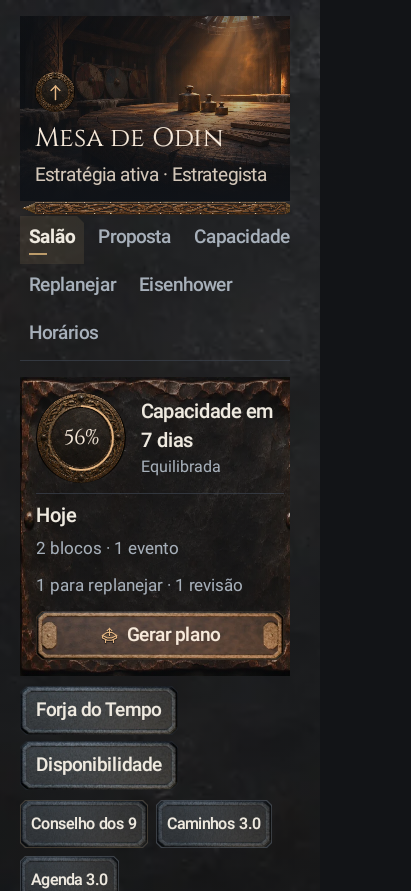 Mesa de Odin
Estratégia ativa · Estrategista
Salão Proposta Capacidade
Replanejar Eisenhower
Horários
56%
Capacidade em
7 dias
Equilibrada
Hoje
2 blocos · 1 evento
1 para replanejar · 1 revisão
Gerar plano
Forja do Tempo
Disponibilidade
Conselho dos 9 Caminhos 3.0
Agenda 3.0